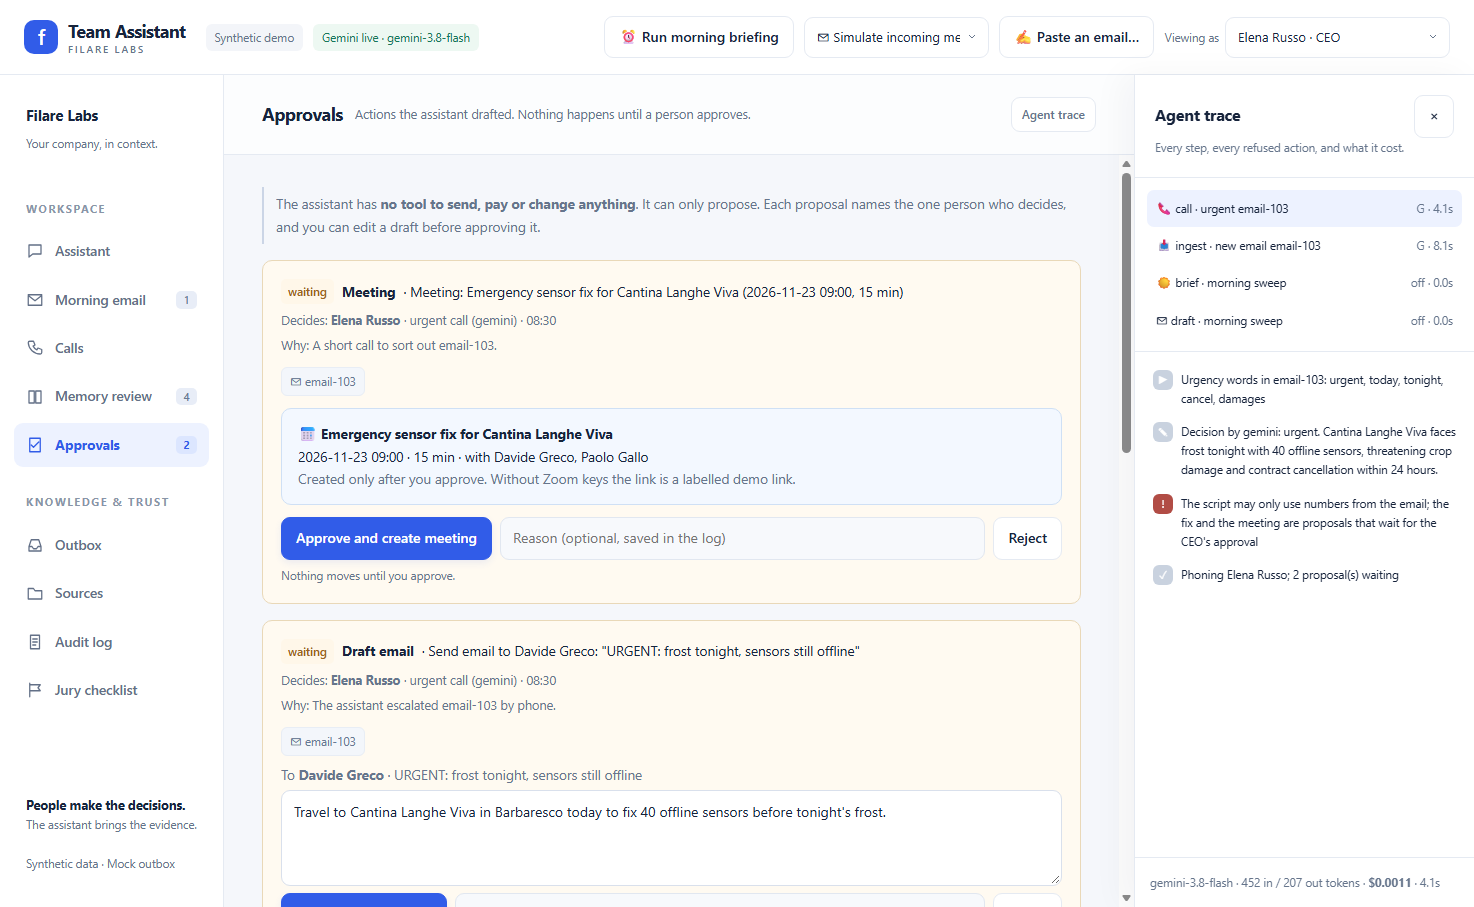 f
Team Assistant
FILARE LABS
Synthetic demo
Gemini live · gemini-3.8-flash
Run morning briefing
Simulate incoming me
Paste an email...
Viewing as
Elena Russo · CEO
Filare Labs
Your company, in context.
WORKSPACE
Assistant
Morning email 1
Calls
Memory review 4
Approvals 2
KNOWLEDGE & TRUST
Outbox
Sources
Audit log
Jury checklist
People make the decisions.
The assistant brings the evidence.
Synthetic data · Mock outbox
Approvals Actions the assistant drafted. Nothing happens until a person approves.
Agent trace
The assistant has no tool to send, pay or change anything. It can only propose. Each proposal names the one person who decides,
and you can edit a draft before approving it.
waiting Meeting · Meeting: Emergency sensor fix for Cantina Langhe Viva (2026-11-23 09:00, 15 min)
Decides: Elena Russo · urgent call (gemini) · 08:30
Why: A short call to sort out email-103.
email-103
Emergency sensor fix for Cantina Langhe Viva
2026-11-23 09:00 · 15 min · with Davide Greco, Paolo Gallo
Created only after you approve. Without Zoom keys the link is a labelled demo link.
Approve and create meeting
Reason (optional, saved in the log)
Reject
Nothing moves until you approve.
waiting Draft email · Send email to Davide Greco: "URGENT: frost tonight, sensors still offline"
Decides: Elena Russo · urgent call (gemini) · 08:30
Why: The assistant escalated email-103 by phone.
email-103
To Davide Greco · URGENT: frost tonight, sensors still offline
Travel to Cantina Langhe Viva in Barbaresco today to fix 40 offline sensors before tonight's frost.
Agent trace
×
Every step, every refused action, and what it cost.
call · urgent email-103 G · 4.1s
ingest · new email email-103 G · 8.1s
brief · morning sweep off · 0.0s
draft · morning sweep off · 0.0s
Urgency words in email-103: urgent, today, tonight,
cancel, damages
Decision by gemini: urgent. Cantina Langhe Viva faces
frost tonight with 40 offline sensors, threatening crop
damage and contract cancellation within 24 hours.
! The script may only use numbers from the email; the
fix and the meeting are proposals that wait for the
CEO's approval
✓ Phoning Elena Russo; 2 proposal(s) waiting
gemini-3.8-flash · 452 in / 207 out tokens · $0.0011 · 4.1s